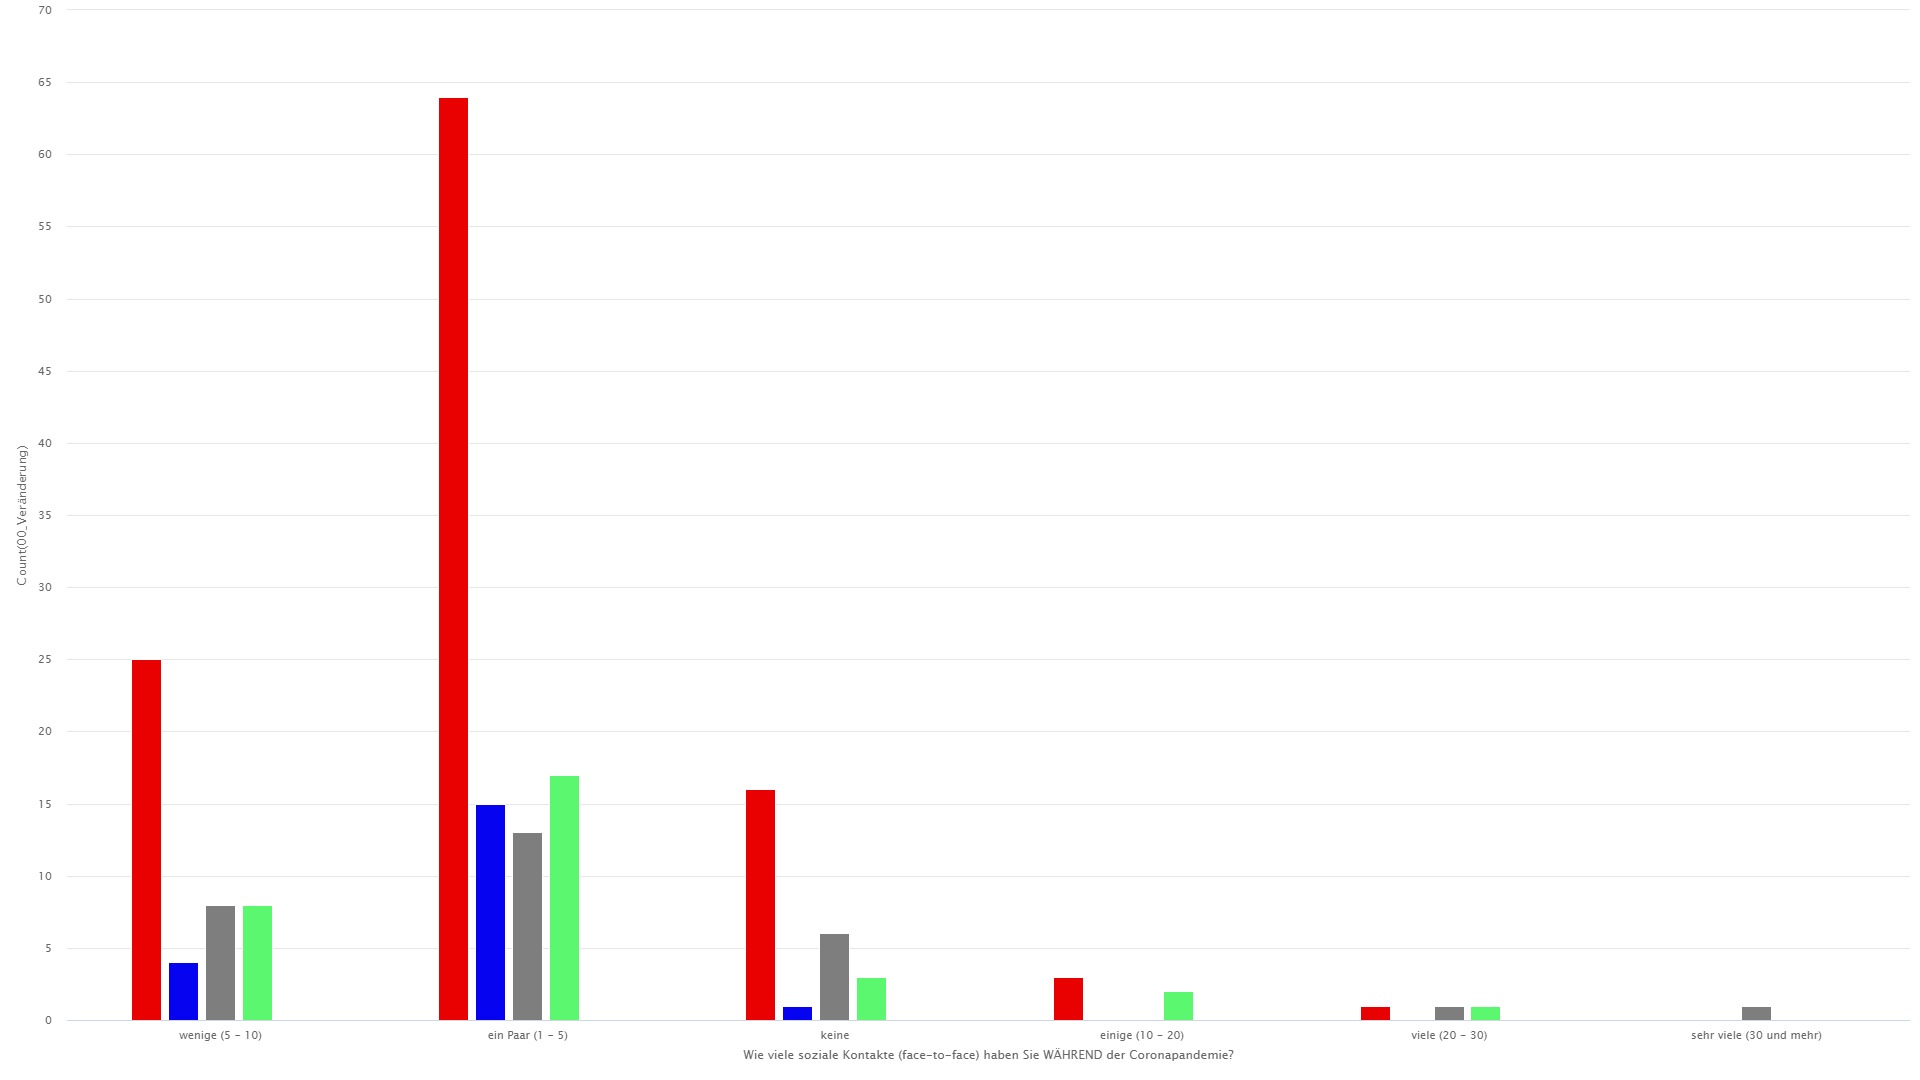 70
65
60
55
50
45
40
35
30
25
20
15
10
5
0
Count(00_Veränderung)
wenige (5 - 10)
ein Paar (1 - 5)
keine
einige (10 - 20)
viele (20 - 30)
sehr viele (30 und mehr)
Wie viele soziale Kontakte (face-to-face) haben Sie WÄHREND der Coronapandemie?